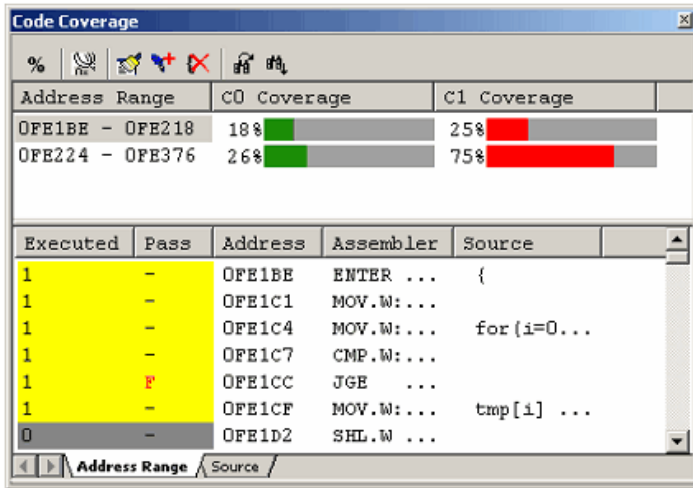 Code Coverage
%
Address Range C0 Coverage C1 Coverage
0FE1BE - 0FE218 18% 25%
0FE224 - 0FE376 26% 75%
Executed Pass Address Assembler Source
1 - 0FE1BE ENTER ... {
1 - 0FE1C1 MOV.W:...
1 - 0FE1C4 MOV.W:... for(i=0...
1 - 0FE1C7 CMP.W:...
1 F 0FE1CC JGE ...
1 - 0FE1CF MOV.W:... tmp[i] ...
0 - 0FE1D2 SHL.W ...
Address Range Source